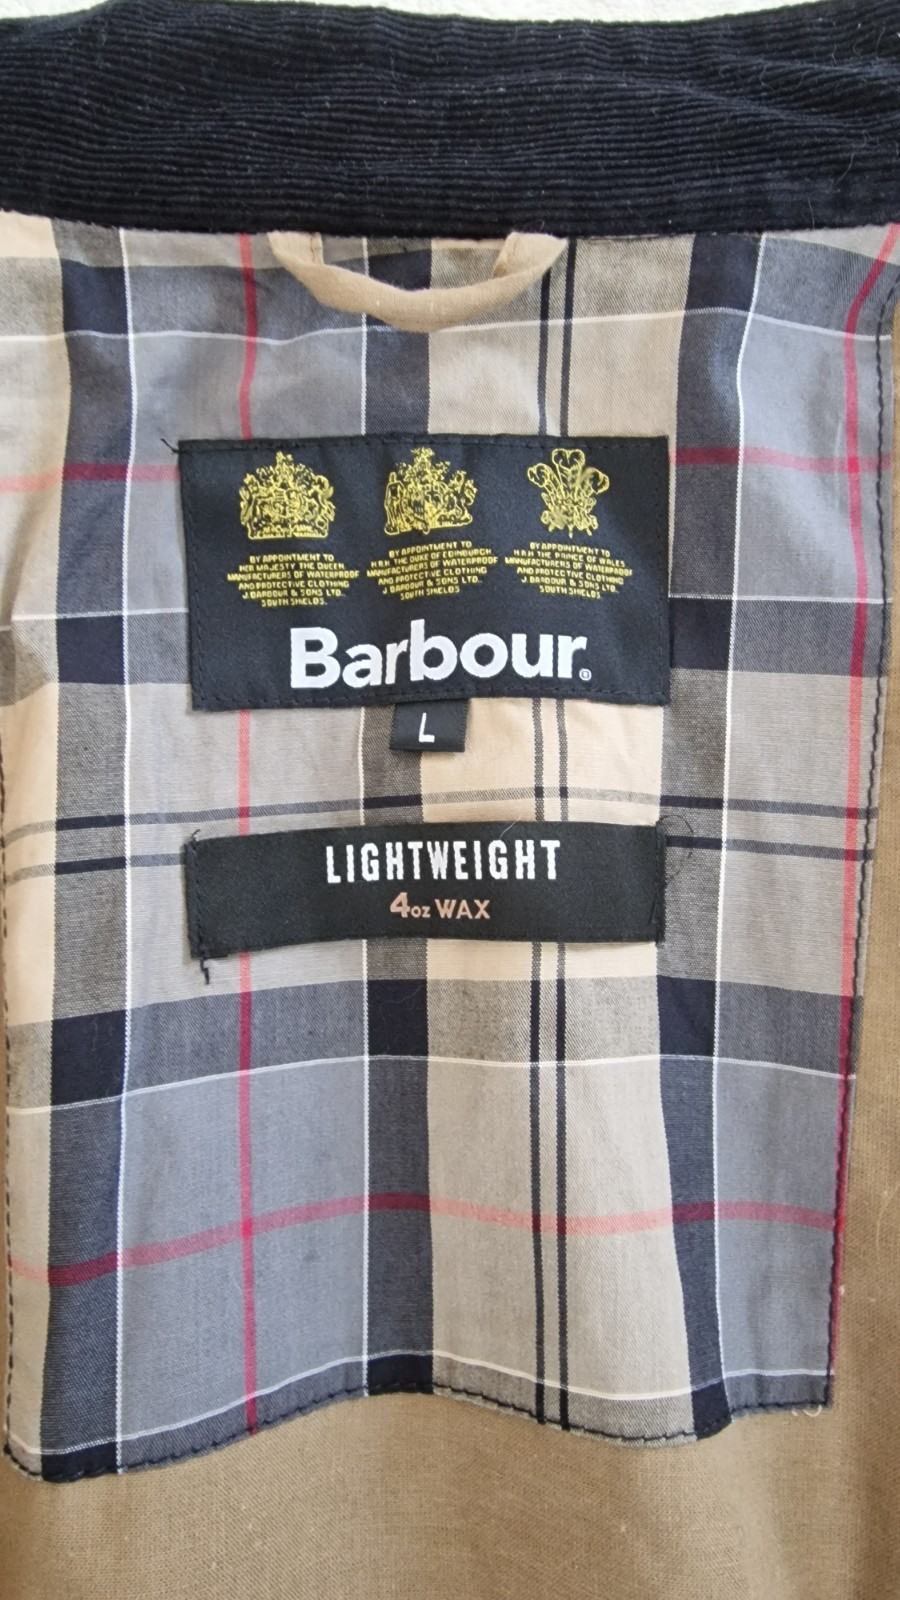 BY APPOINTMENT TO
HER MAJESTY THE QUEEN
MANUFACTURERS OF WATERPROOF
AND PROTECTIVE CLOTHING
J. BARBOUR & SONS LTD.
SOUTH SHIELDS.
BY APPOINTMENT TO
H.R.H. THE DUKE OF EDINBURGH
MANUFACTURERS OF WATERPROOF
AND PROTECTIVE CLOTHING
J. BARBOUR & SONS LTD.
SOUTH SHIELDS
BY APPOINTMENT TO
H.R.H. THE PRINCE OF WALES
MANUFACTURERS OF WATERPROOF
AND PROTECTIVE CLOTHING
J. BARBOUR & SONS LTD.
SOUTH SHIELDS.
Barbour®
L
LIGHTWEIGHT
4oz WAX